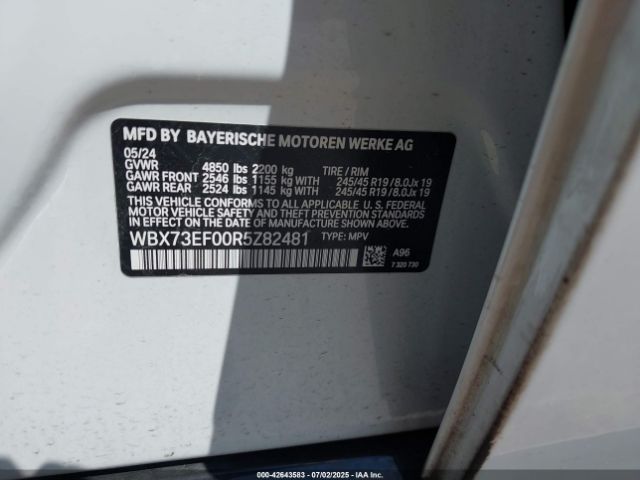 MFD BY BAYERISCHE MOTOREN WERKE AG
05/24
GVWR 4850 lbs 2200 kg TIRE / RIM
GAWR FRONT 2546 lbs 1155 kg WITH 245/45 R19 / 8.0Jx 19
GAWR REAR 2524 lbs 1145 kg WITH 245/45 R19 / 8.0Jx 19
THIS VEHICLE CONFORMS TO ALL APPLICABLE U.S. FEDERAL
MOTOR VEHICLE SAFETY, BUMPER, AND THEFT PREVENTION STANDARDS
IN EFFECT ON THE DATE OF MANUFACTURE SHOWN ABOVE.
WBX73EF00R5Z82481 TYPE: MPV
A96
7 320 730
000-42643583 - 07/02/2025 - IAAI.COM